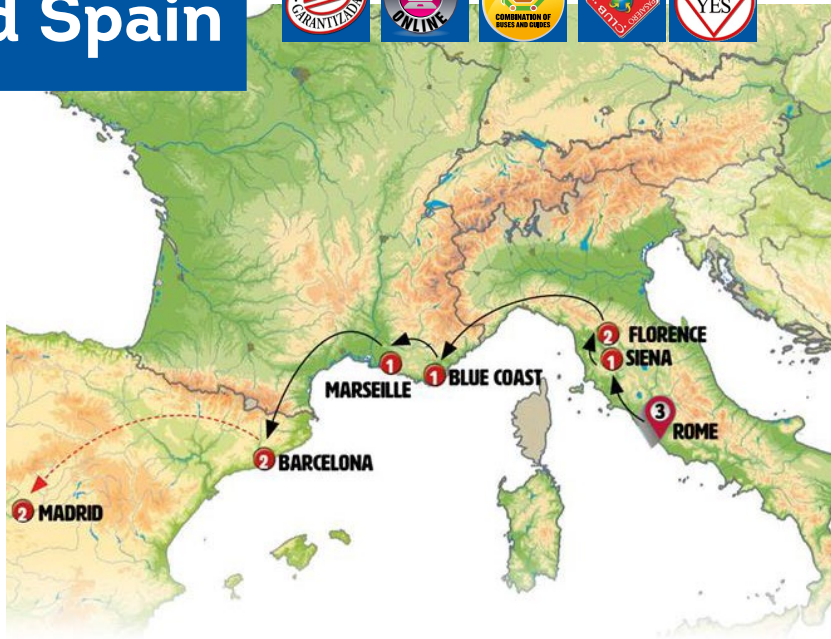 d Spain
GARANTIZADA
ONLINE
COMBINATION OF
BUSES AND GUIDES
CLUB
YES
2 FLORENCE
1 SIENA
1
MARSEILLE
1 BLUE COAST
3
ROME
2 BARCELONA
2 MADRID